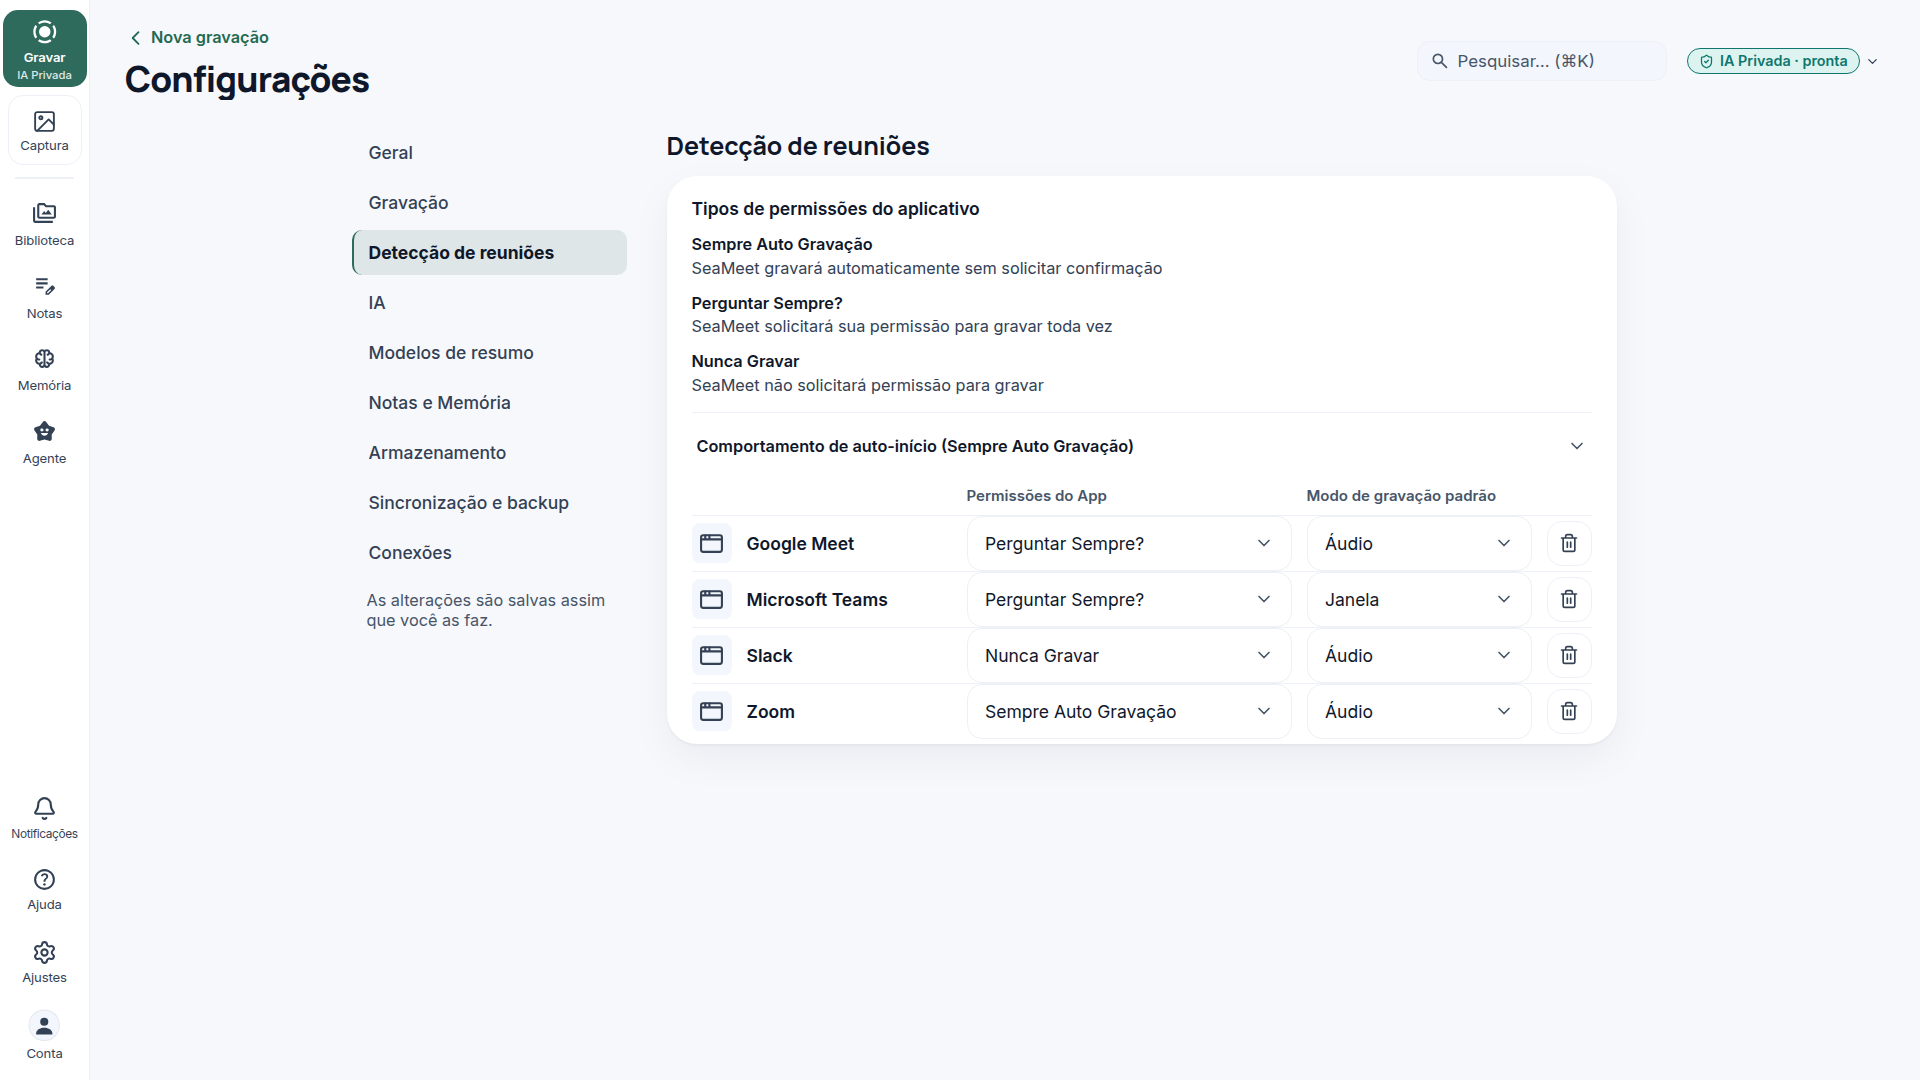 Gravar
IA Privada
Captura
Biblioteca
Notas
Memória
Agente
Notificações
Ajuda
Ajustes
Conta
Nova gravação
Configurações
Pesquisar... (⌘K)
IA Privada · pronta
Geral
Gravação
Detecção de reuniões
IA
Modelos de resumo
Notas e Memória
Armazenamento
Sincronização e backup
Conexões
As alterações são salvas assim
que você as faz.
Detecção de reuniões
Tipos de permissões do aplicativo
Sempre Auto Gravação
SeaMeet gravará automaticamente sem solicitar confirmação
Perguntar Sempre?
SeaMeet solicitará sua permissão para gravar toda vez
Nunca Gravar
SeaMeet não solicitará permissão para gravar
Comportamento de auto-início (Sempre Auto Gravação)
Permissões do App Modo de gravação padrão
Google Meet Perguntar Sempre? Áudio
Microsoft Teams Perguntar Sempre? Janela
Slack Nunca Gravar Áudio
Zoom Sempre Auto Gravação Áudio